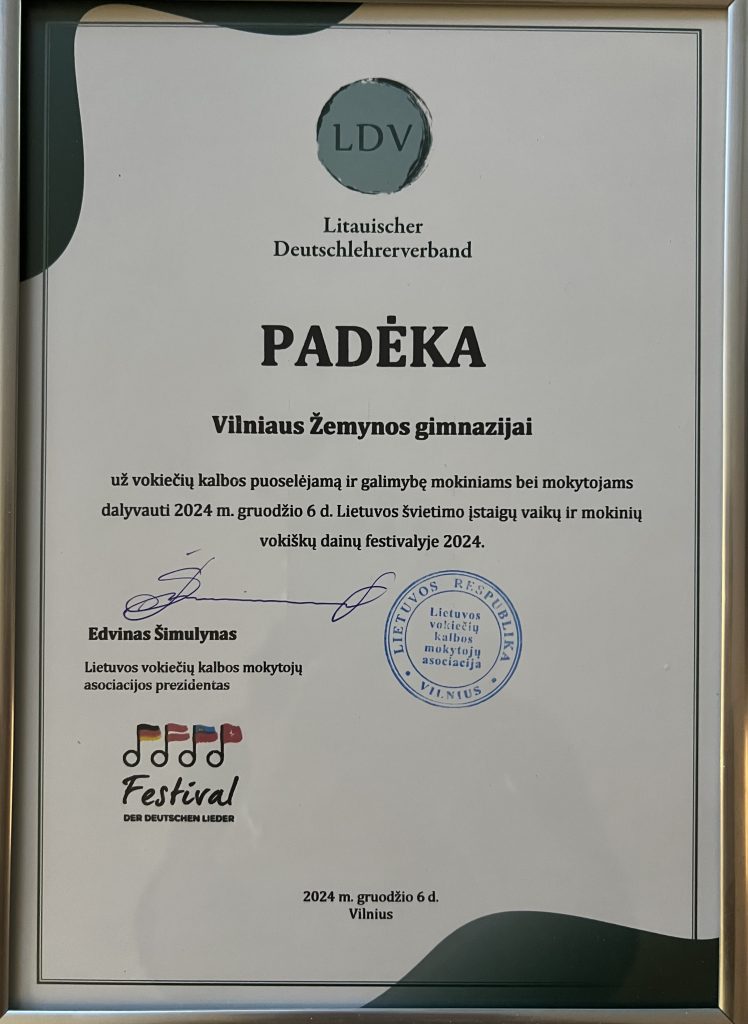 LDV
Litauischer
Deutschlehrerverband
PADĖKA
Vilniaus Žemynos gimnazijai
už vokiečių kalbos puoselėjamą ir galimybę mokiniams bei mokytojams
dalyvauti 2024 m. gruodžio 6 d. Lietuvos švietimo įstaigų vaikų ir mokinių
vokiškų dainų festivalyje 2024.
Edvinas Šimulynas
Lietuvos vokiečių kalbos mokytojų
asociacijos prezidentas
LIETUVOS RESPUBLIKA
Lietuvos
vokiečių
kalbos
mokytojų
asociacija
• VILNIUS •
Festival
DER DEUTSCHEN LIEDER
2024 m. gruodžio 6 d.
Vilnius